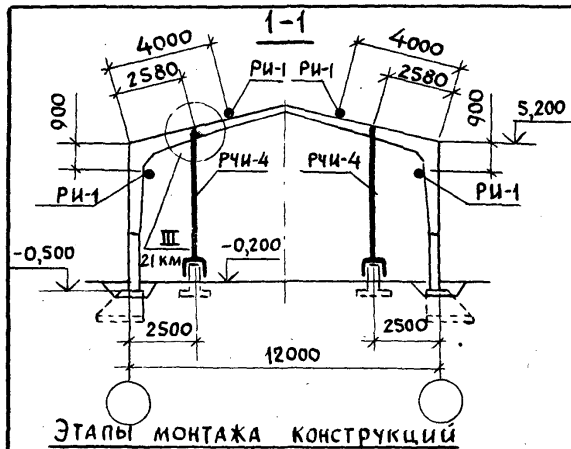 1-1
4000
4000
РИ-1 РИ-1
2580
2580
900
900
5,200
РЧИ-4
РЧИ-4
РИ-1
РИ-1
III
21 КМ
-0,500
-0,200
2500
2500
12000
ЭТАПЫ МОНТАЖА КОНСТРУКЦИЙ